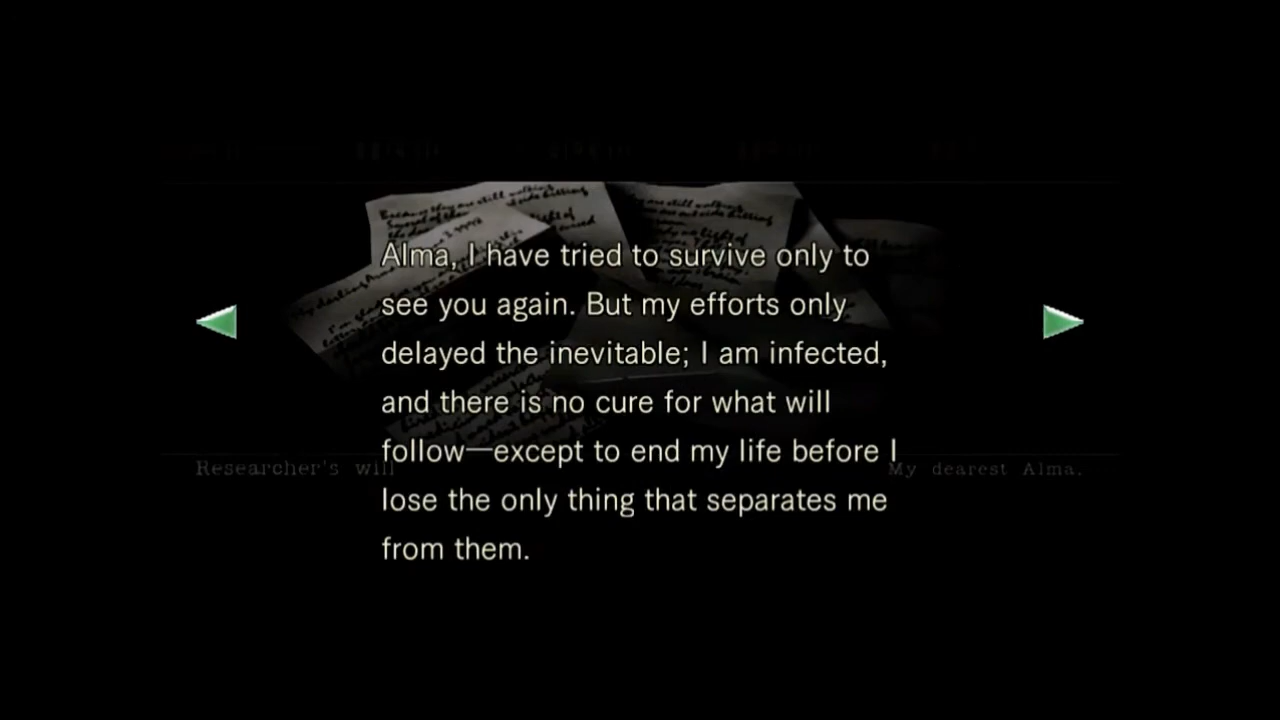 Alma, I have tried to survive only to
see you again. But my efforts only
delayed the inevitable; I am infected,
and there is no cure for what will
follow—except to end my life before I
lose the only thing that separates me
from them.
Researcher's will
My dearest Alma.